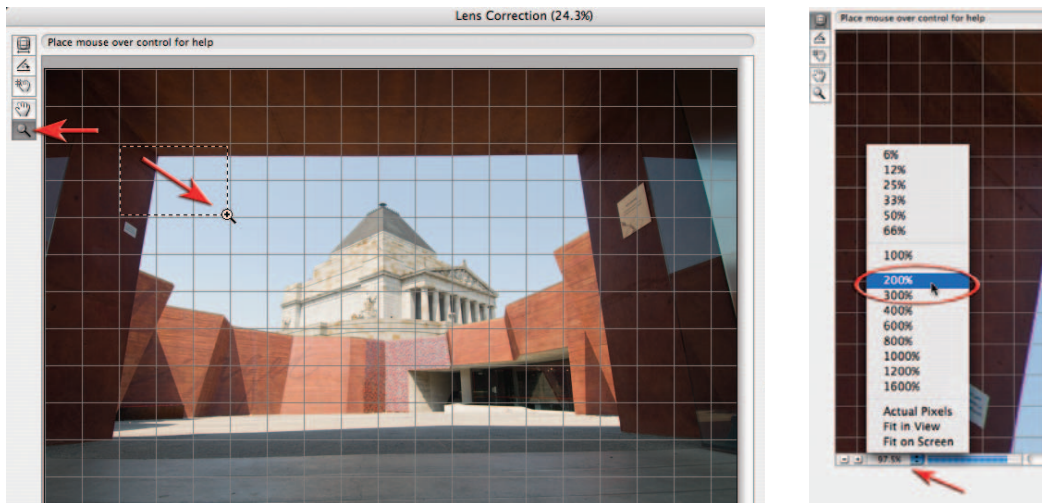 Lens Correction (24.3%)
Place mouse over control for help
Place mouse over control for help
6%
12%
25%
33%
50%
66%
100%
200%
300%
400%
600%
800%
1000%
1200%
1600%
Actual Pixels
Fit in View
Fit on Screen
97.5%